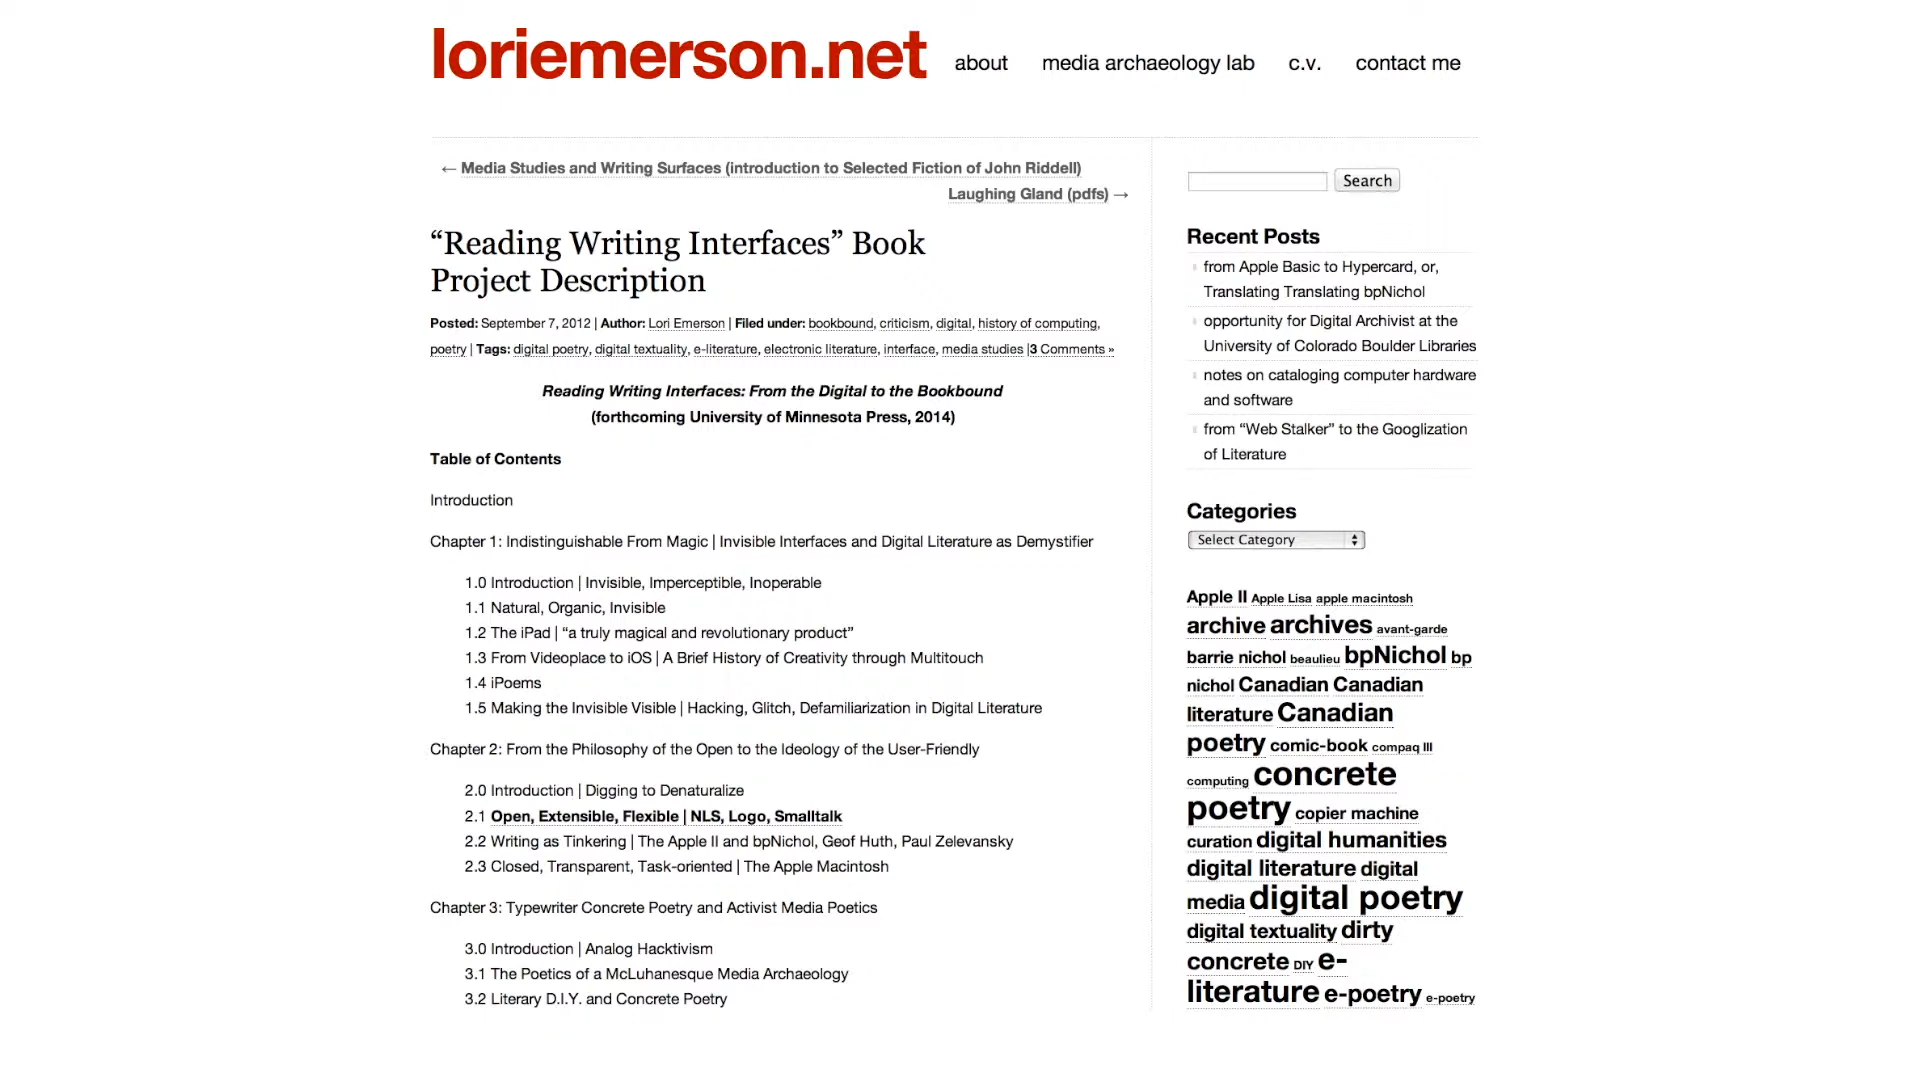 loriemerson.net
about media archaeology lab c.v. contact me
← Media Studies and Writing Surfaces (introduction to Selected Fiction of John Riddell)
Laughing Gland (pdfs) →
“Reading Writing Interfaces” Book
Project Description
Posted: September 7, 2012 | Author: Lori Emerson | Filed under: bookbound, criticism, digital, history of computing,
poetry | Tags: digital poetry, digital textuality, e-literature, electronic literature, interface, media studies |3 Comments »
Reading Writing Interfaces: From the Digital to the Bookbound
(forthcoming University of Minnesota Press, 2014)
Table of Contents
Introduction
Chapter 1: Indistinguishable From Magic | Invisible Interfaces and Digital Literature as Demystifier
1.0 Introduction | Invisible, Imperceptible, Inoperable
1.1 Natural, Organic, Invisible
1.2 The iPad | “a truly magical and revolutionary product”
1.3 From Videoplace to iOS | A Brief History of Creativity through Multitouch
1.4 iPoems
1.5 Making the Invisible Visible | Hacking, Glitch, Defamiliarization in Digital Literature
Chapter 2: From the Philosophy of the Open to the Ideology of the User-Friendly
2.0 Introduction | Digging to Denaturalize
2.1 Open, Extensible, Flexible | NLS, Logo, Smalltalk
2.2 Writing as Tinkering | The Apple II and bpNichol, Geof Huth, Paul Zelevansky
2.3 Closed, Transparent, Task-oriented | The Apple Macintosh
Chapter 3: Typewriter Concrete Poetry and Activist Media Poetics
3.0 Introduction | Analog Hacktivism
3.1 The Poetics of a McLuhanesque Media Archaeology
3.2 Literary D.I.Y. and Concrete Poetry
Search
Recent Posts
from Apple Basic to Hypercard, or,
Translating Translating bpNichol
opportunity for Digital Archivist at the
University of Colorado Boulder Libraries
notes on cataloging computer hardware
and software
from “Web Stalker” to the Googlization
of Literature
Categories
Select Category
Apple II Apple Lisa apple macintosh
archive archives avant-garde
barrie nichol beaulieu bpNichol bp
nichol Canadian Canadian
literature Canadian
poetry comic-book compaq III
computing concrete
poetry copier machine
curation digital humanities
digital literature digital
media digital poetry
digital textuality dirty
concrete DIY e-
literature e-poetry e-poetry